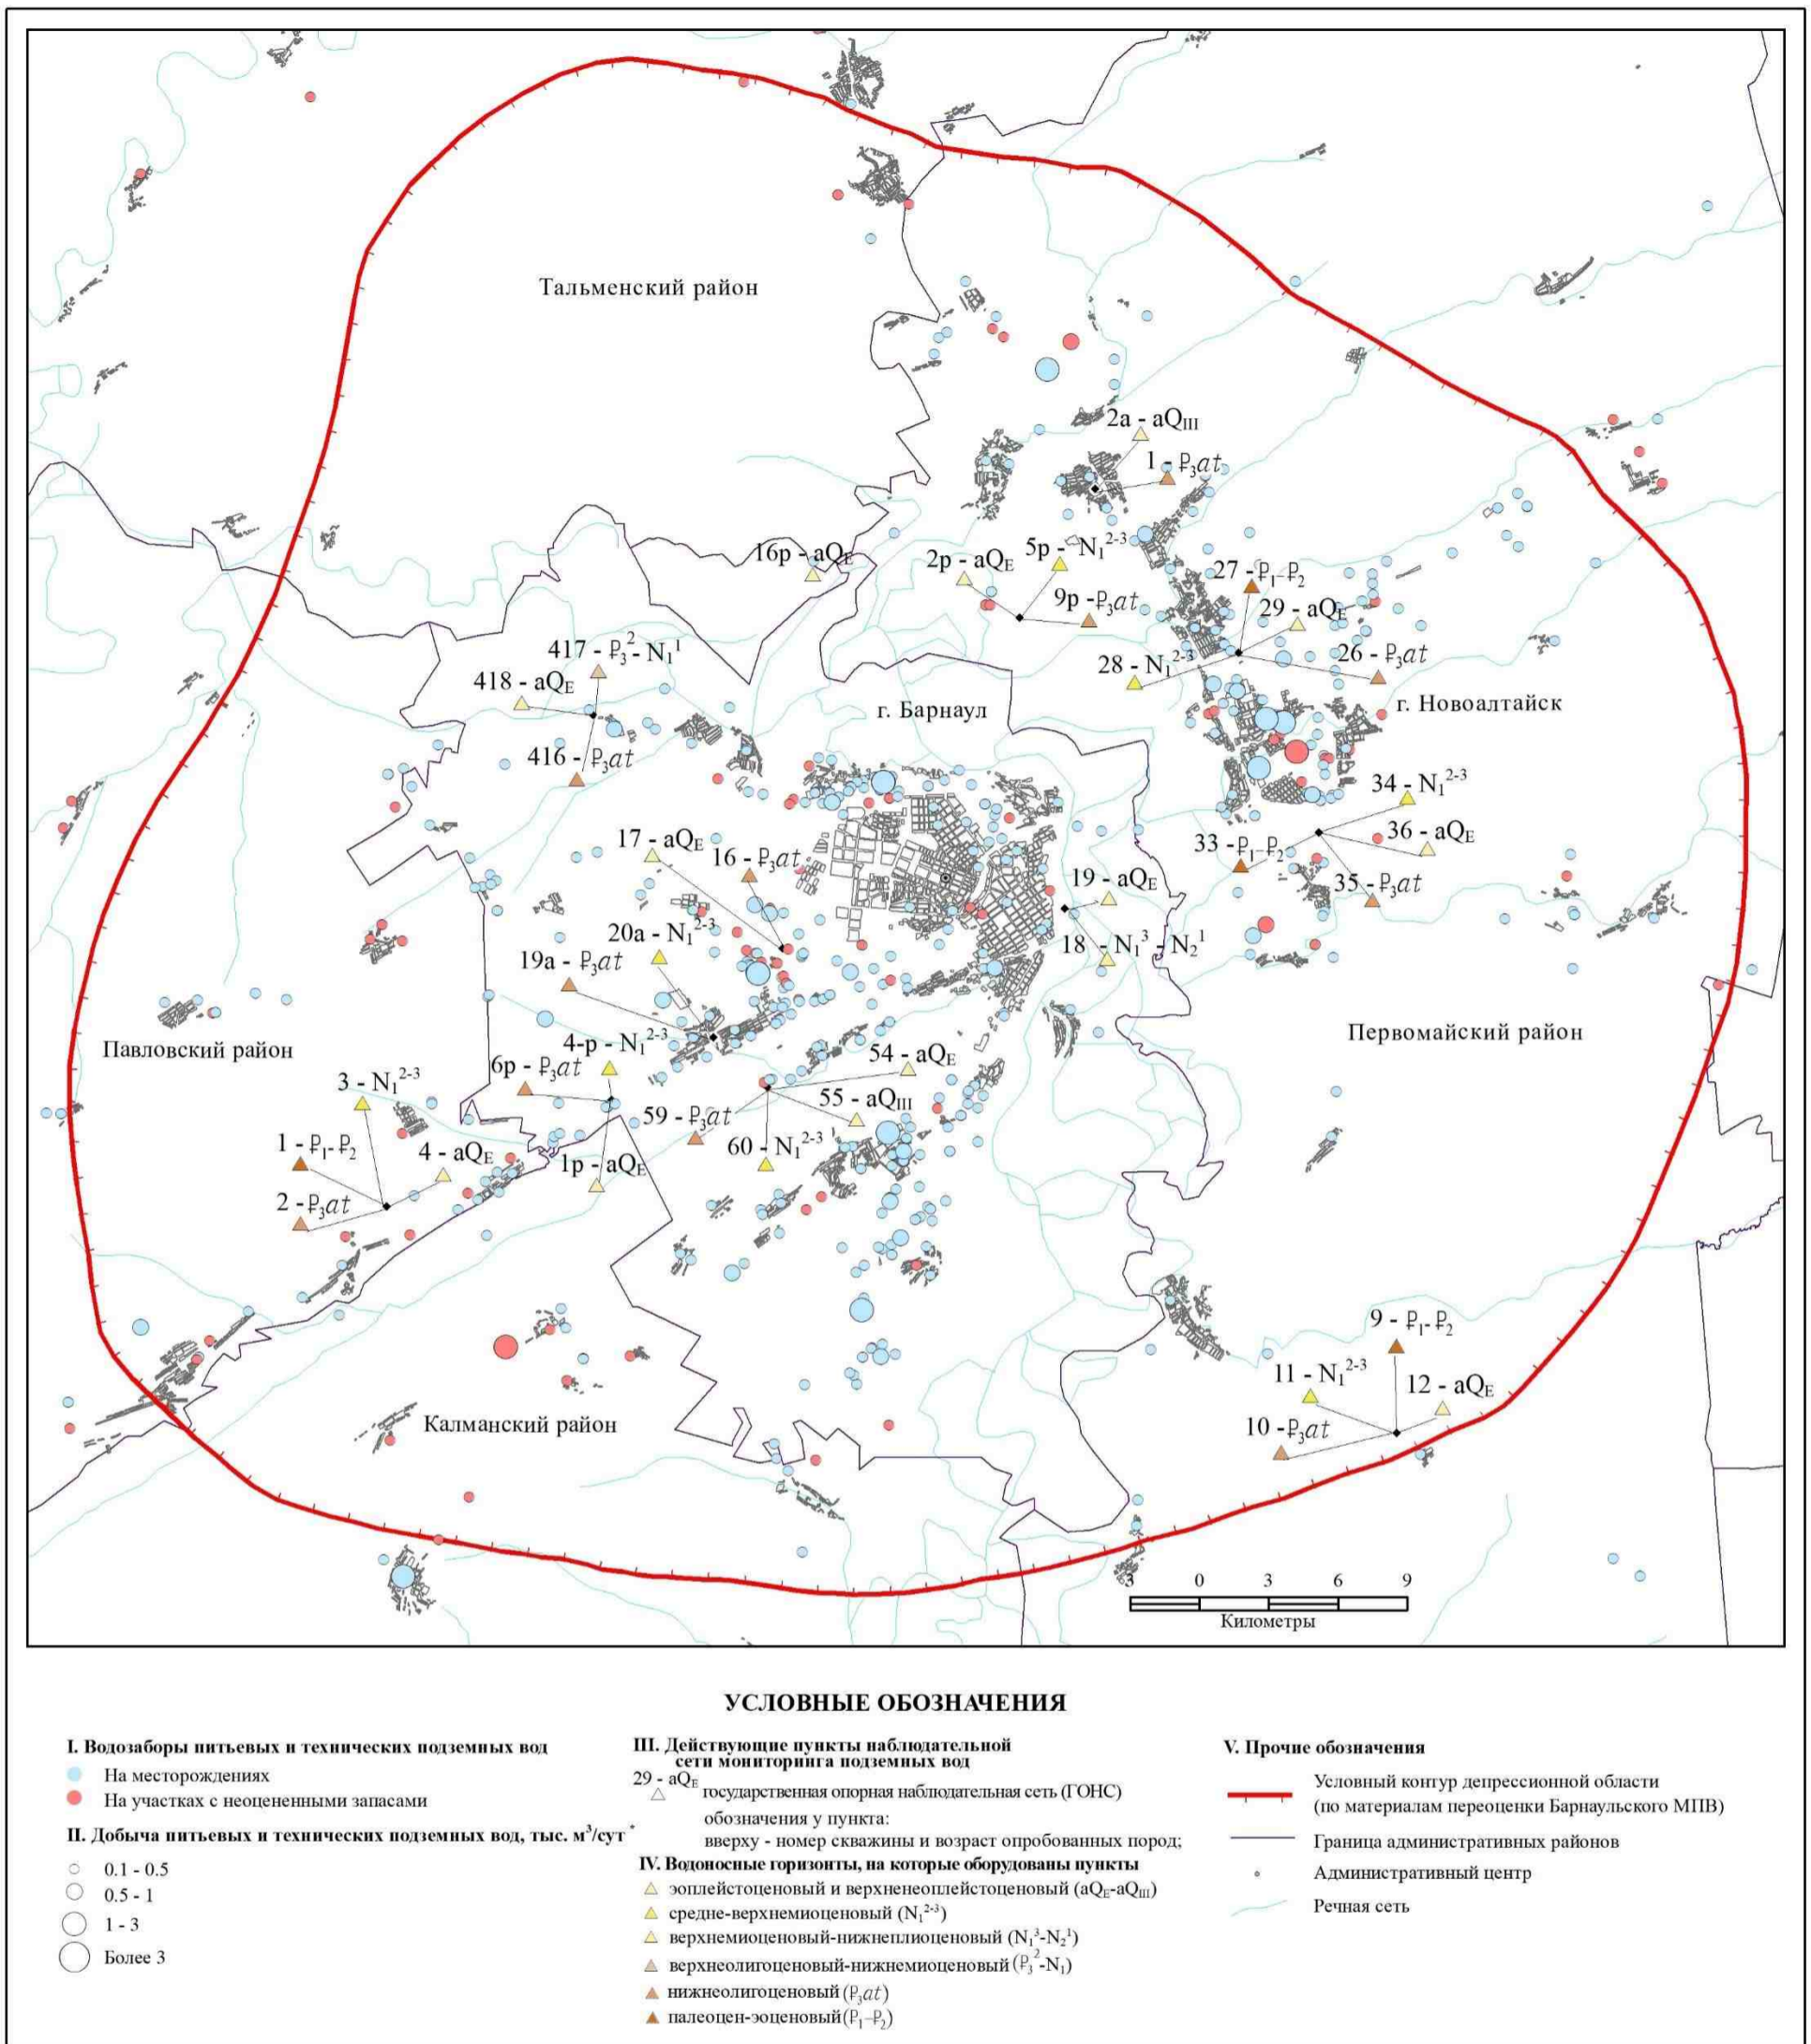 Тальменский район
2a - aQIII
1 - ₽3at
16p - aQE
2p - aQE
5p - N1 2-3
9p - ₽3at
27 - ₽1-₽2
29 - aQE
28 - N1 2-3
26 - ₽3at
417 - ₽3 2 - N1 1
418 - aQE
416 - ₽3at
г. Барнаул
г. Новоалтайск
34 - N1 2-3
36 - aQE
33 - ₽1-₽2
35 - ₽3at
17 - aQE
16 - ₽3at
19 - aQE
18 - N1 3 - N2 1
20a - N1 2-3
19a - ₽3at
Павловский район
Первомайский район
4-p - N1 2-3
6p - ₽3at
54 - aQE
55 - aQIII
59 - ₽3at
60 - N1 2-3
1p - aQE
3 - N1 2-3
1 - ₽1-₽2
4 - aQE
2 - ₽3at
9 - ₽1-₽2
11 - N1 2-3
12 - aQE
10 - ₽3at
Калманский район
3 0 3 6 9
Километры
УСЛОВНЫЕ ОБОЗНАЧЕНИЯ
I. Водозаборы питьевых и технических подземных вод
На месторождениях
На участках с неоцененными запасами
II. Добыча питьевых и технических подземных вод, тыс. м³/сут *
0.1 - 0.5
0.5 - 1
1 - 3
Более 3
III. Действующие пункты наблюдательной
сети мониторинга подземных вод
29 - aQE
государственная опорная наблюдательная сеть (ГОНС)
обозначения у пункта:
вверху - номер скважины и возраст опробованных пород;
IV. Водоносные горизонты, на которые оборудованы пункты
эоплейстоценовый и верхненеоплейстоценовый (aQE-aQIII)
средне-верхнемиоценовый (N1 2-3)
верхнемиоценовый-нижнеплиоценовый (N1 3-N2 1)
верхнеолигоценовый-нижнемиоценовый (₽3 2-N1)
нижнеолигоценовый (₽3at)
палеоцен-эоценовый (₽1-₽2)
V. Прочие обозначения
Условный контур депрессионной области
(по материалам переоценки Барнаульского МПВ)
Граница административных районов
Административный центр
Речная сеть